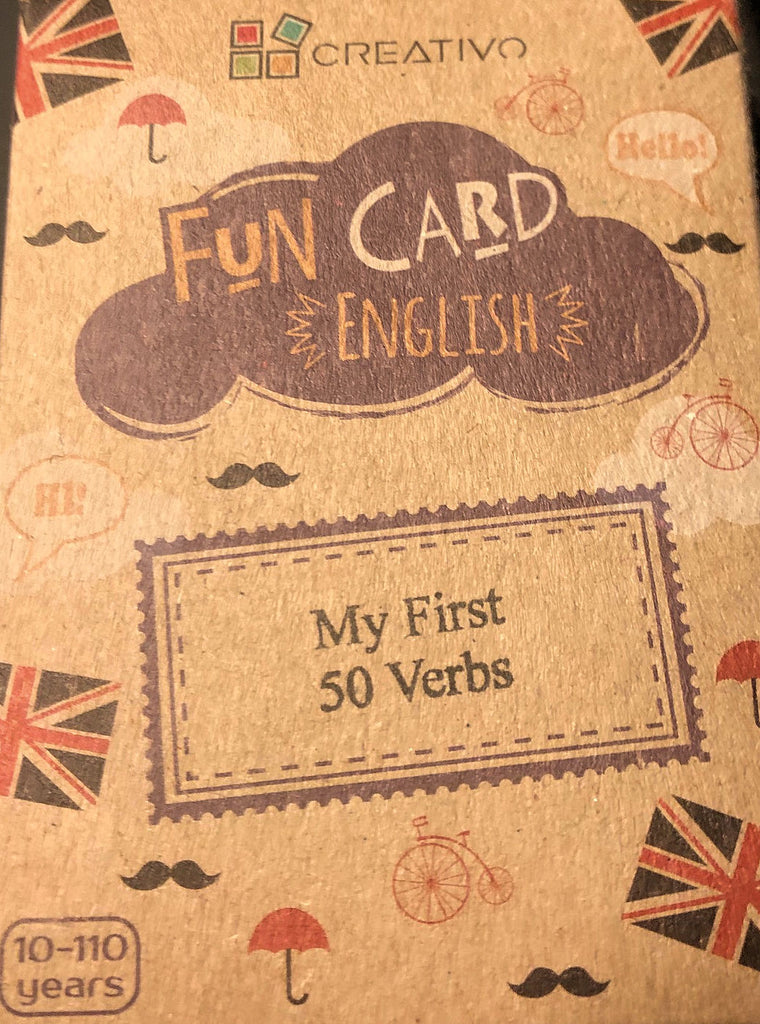 CREATIVO
Hello!
FUN CARD
ENGLISH
Hi!
My First
50 Verbs
10-110
years